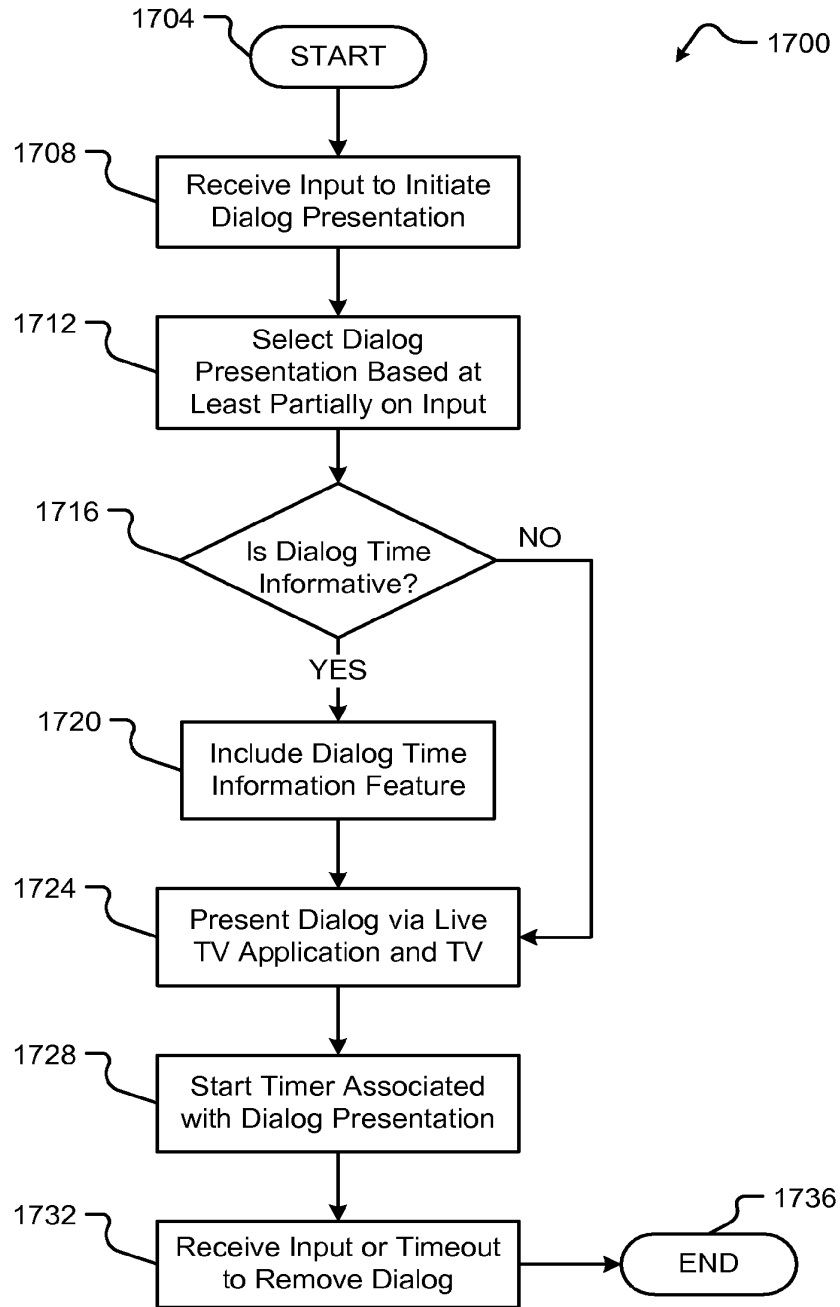 1704
START
1700
1708
Receive Input to Initiate
Dialog Presentation
1712
Select Dialog
Presentation Based at
Least Partially on Input
1716
Is Dialog Time
Informative?
NO
YES
1720
Include Dialog Time
Information Feature
1724
Present Dialog via Live
TV Application and TV
1728
Start Timer Associated
with Dialog Presentation
1732
Receive Input or Timeout
to Remove Dialog
1736
END